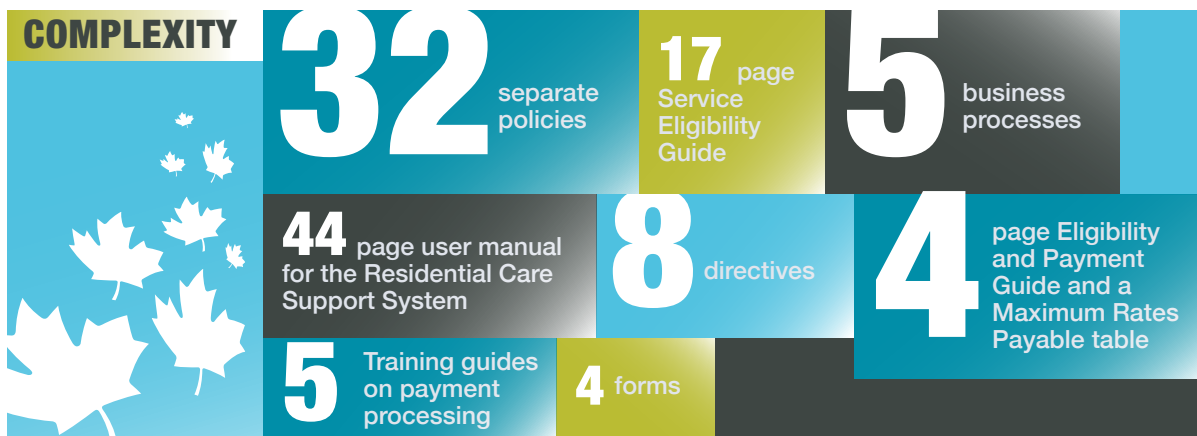 COMPLEXITY
32 separate
policies
17 page
Service
Eligibility
Guide
5 business
processes
44 page user manual
for the Residential Care
Support System
8 directives
4 page Eligibility
and Payment
Guide and a
Maximum Rates
Payable table
5 Training guides
on payment
processing
4 forms